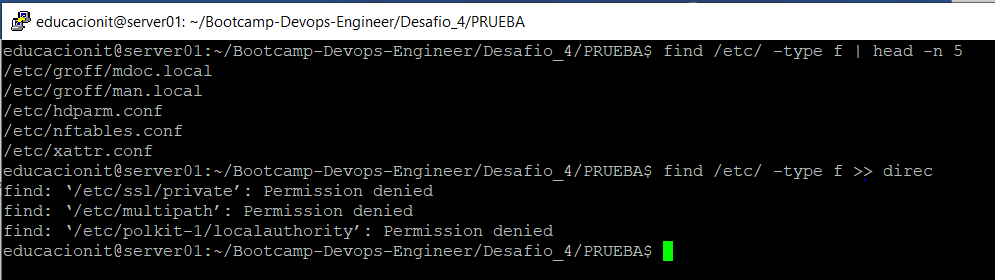 educacionit@server01: ~/Bootcamp-Devops-Engineer/Desafio_4/PRUEBA
educacionit@server01:~/Bootcamp-Devops-Engineer/Desafio_4/PRUEBA$ find /etc/ -type f | head -n 5
/etc/groff/mdoc.local
/etc/groff/man.local
/etc/hdparm.conf
/etc/nftables.conf
/etc/xattr.conf
educacionit@server01:~/Bootcamp-Devops-Engineer/Desafio_4/PRUEBA$ find /etc/ -type f >> direc
find: ‘/etc/ssl/private’: Permission denied
find: ‘/etc/multipath’: Permission denied
find: ‘/etc/polkit-1/localauthority’: Permission denied
educacionit@server01:~/Bootcamp-Devops-Engineer/Desafio_4/PRUEBA$